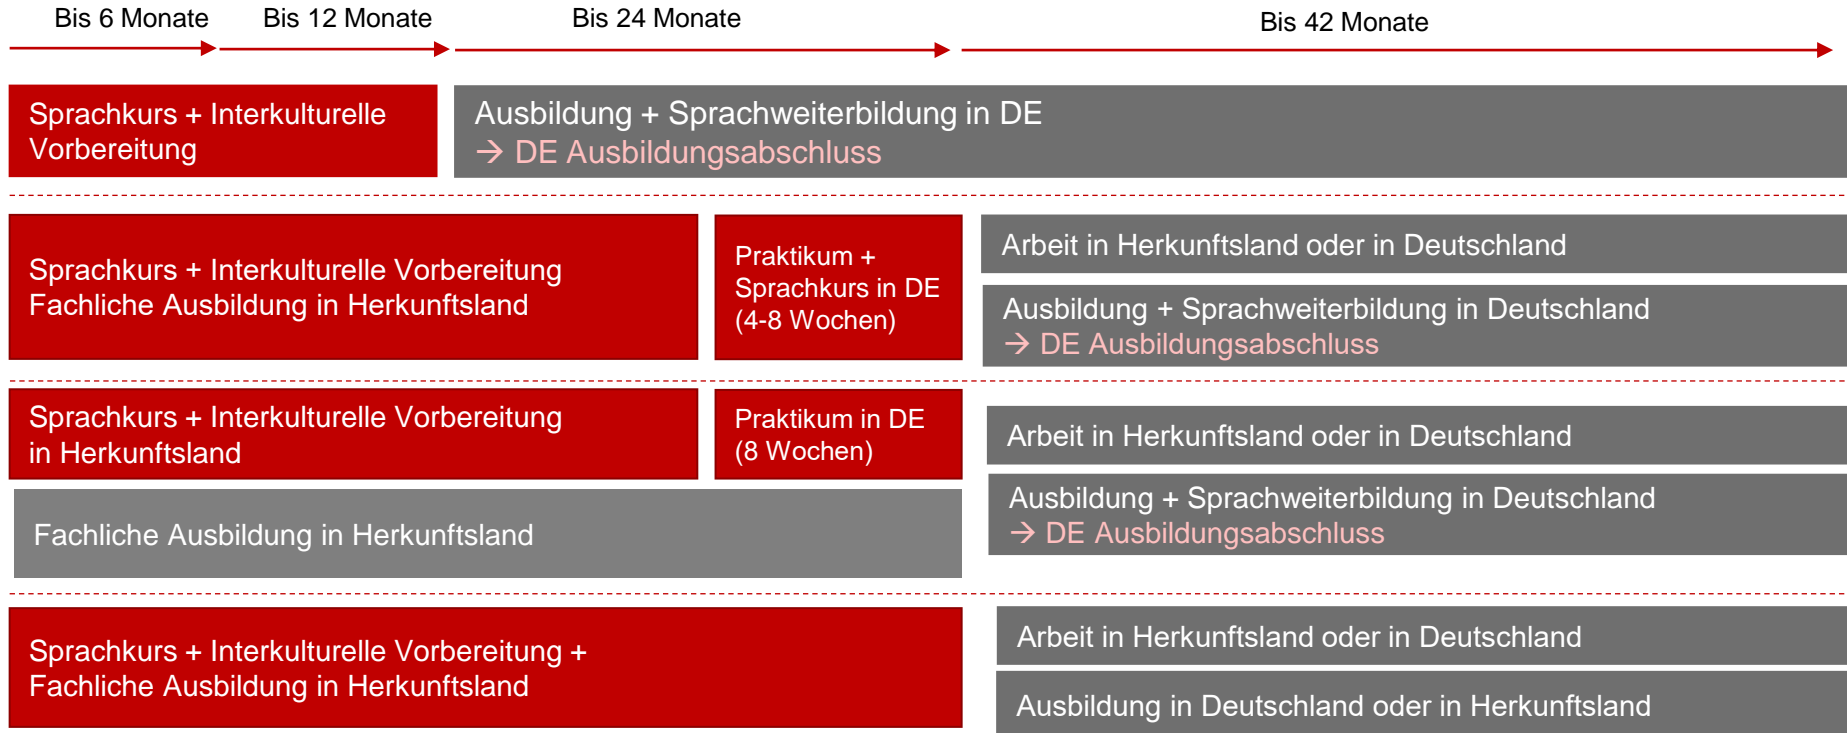 Bis 6 Monate
Bis 12 Monate
Bis 24 Monate
Bis 42 Monate
Sprachkurs + Interkulturelle
Vorbereitung
Ausbildung + Sprachweiterbildung in DE
→ DE Ausbildungsabschluss
Sprachkurs + Interkulturelle Vorbereitung
Fachliche Ausbildung in Herkunftsland
Praktikum +
Sprachkurs in DE
(4-8 Wochen)
Arbeit in Herkunftsland oder in Deutschland
Ausbildung + Sprachweiterbildung in Deutschland
→ DE Ausbildungsabschluss
Sprachkurs + Interkulturelle Vorbereitung
in Herkunftsland
Praktikum in DE
(8 Wochen)
Fachliche Ausbildung in Herkunftsland
Arbeit in Herkunftsland oder in Deutschland
Ausbildung + Sprachweiterbildung in Deutschland
→ DE Ausbildungsabschluss
Sprachkurs + Interkulturelle Vorbereitung +
Fachliche Ausbildung in Herkunftsland
Arbeit in Herkunftsland oder in Deutschland
Ausbildung in Deutschland oder in Herkunftsland